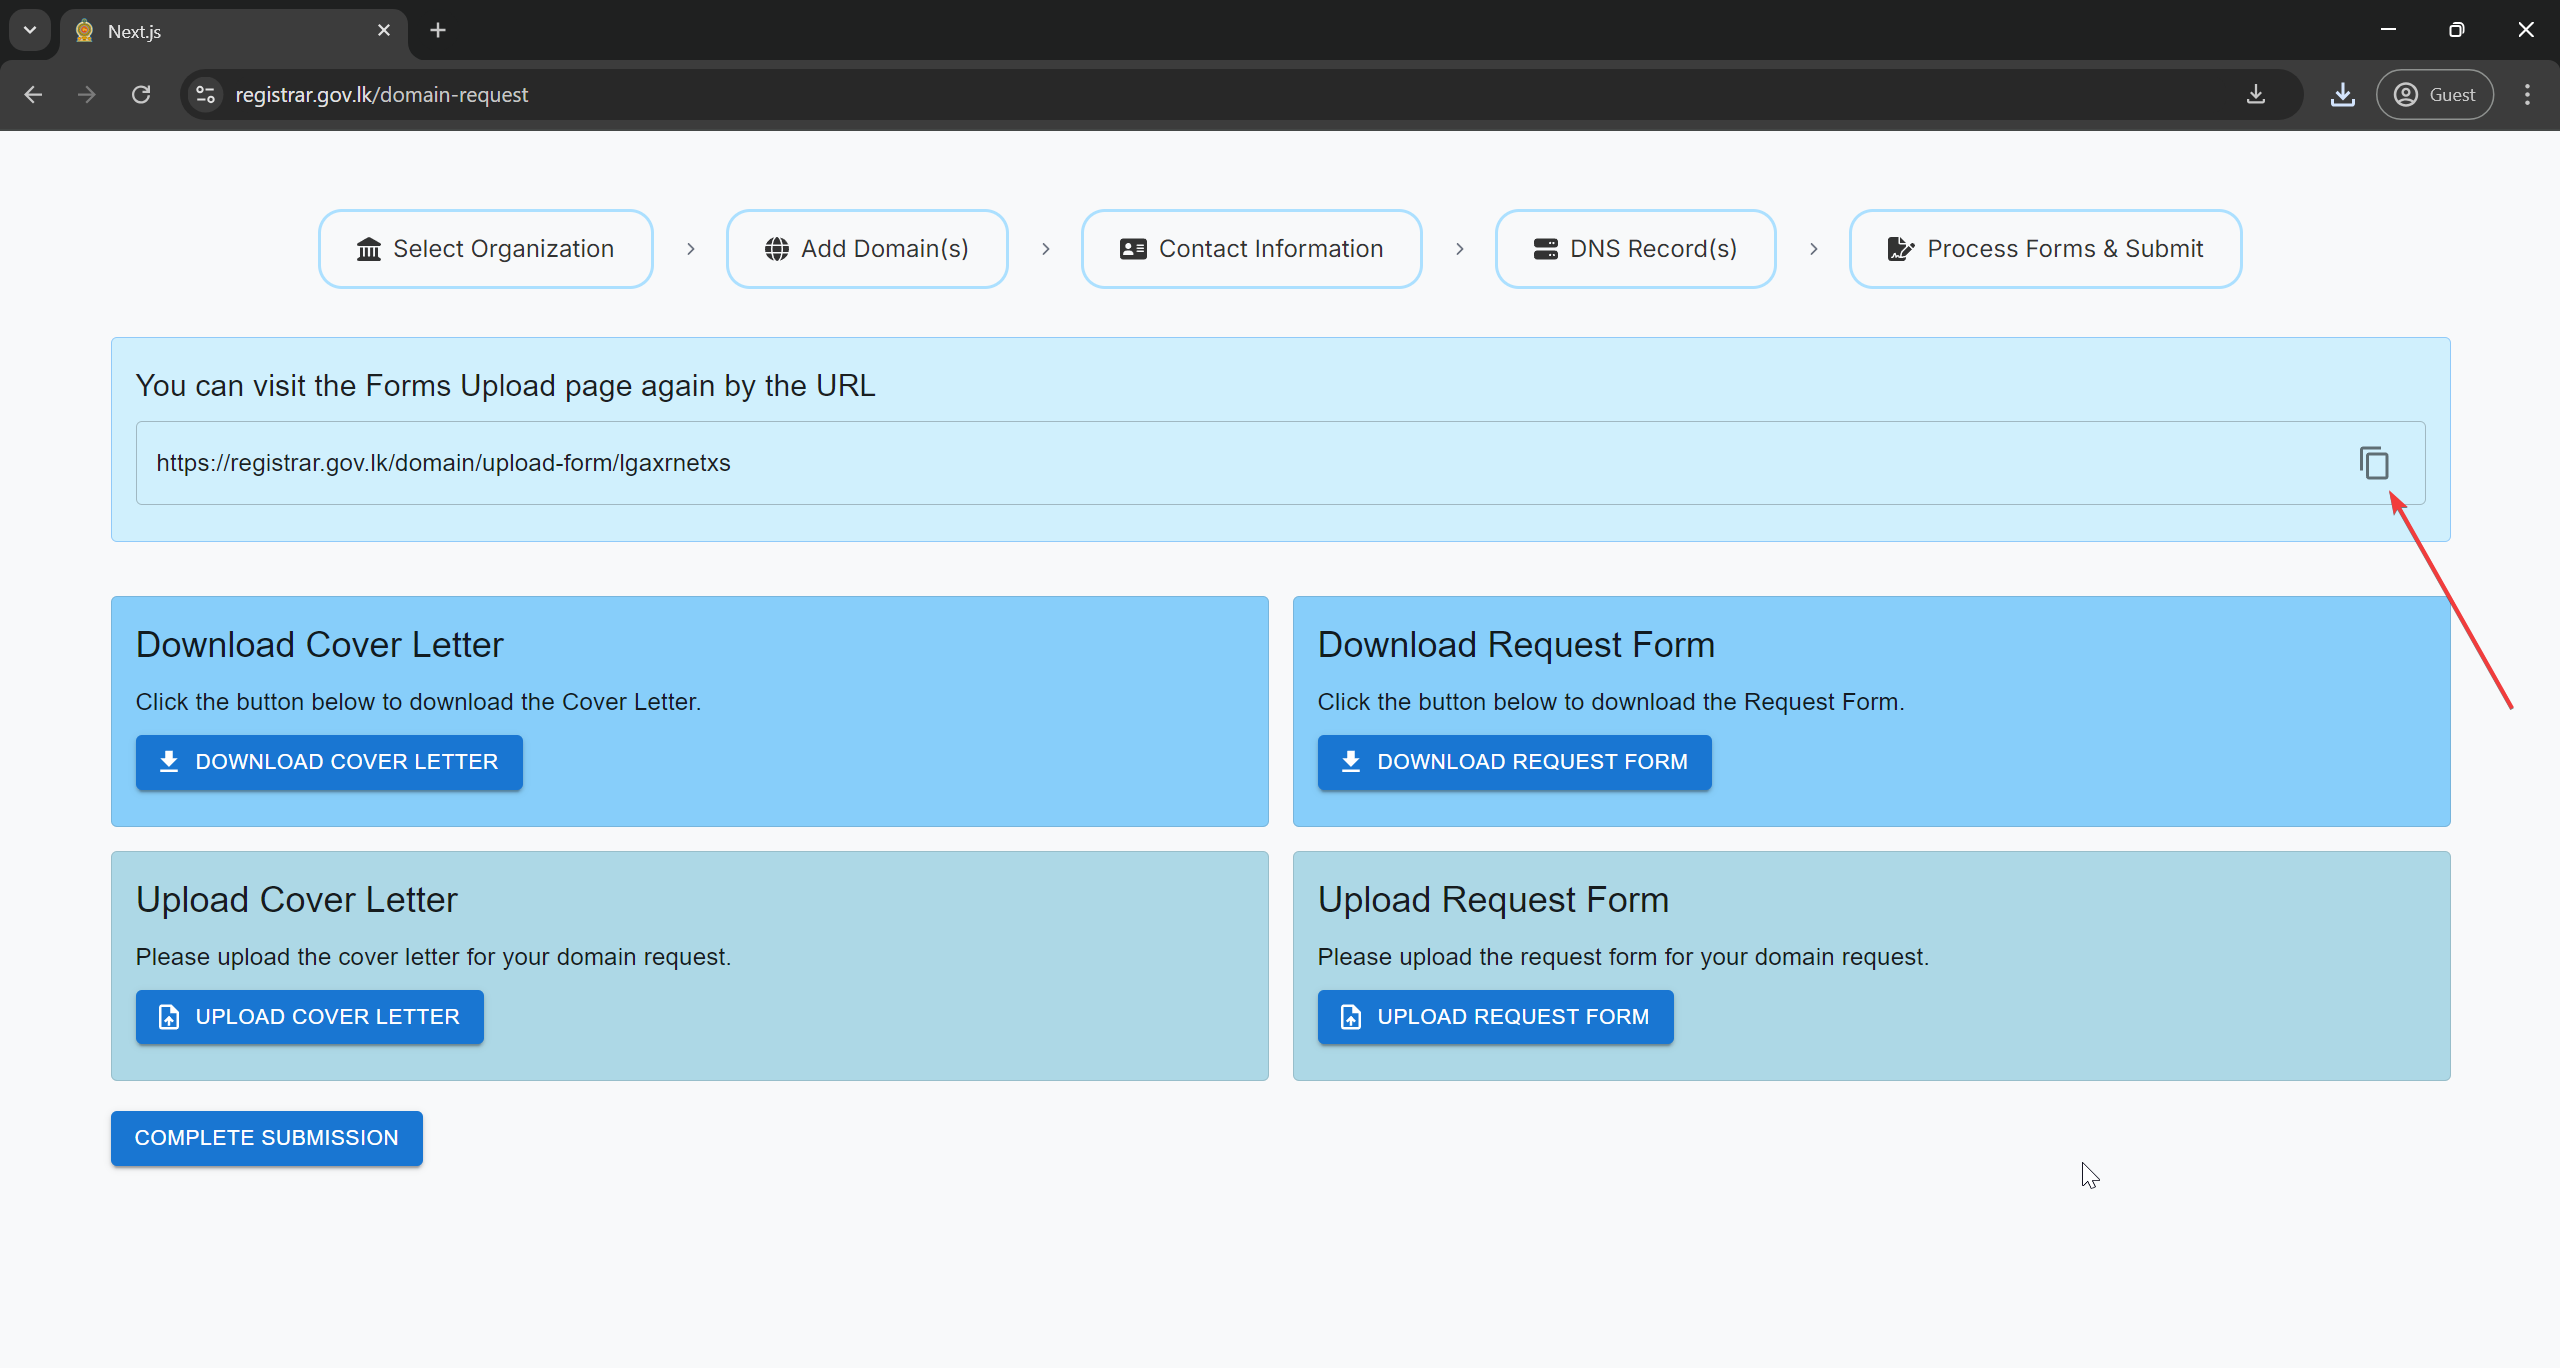 Next.js
registrar.gov.lk/domain-request
Guest
Select Organization
Add Domain(s)
Contact Information
DNS Record(s)
Process Forms & Submit
You can visit the Forms Upload page again by the URL
https://registrar.gov.lk/domain/upload-form/lgaxrnetxs
Download Cover Letter
Click the button below to download the Cover Letter.
DOWNLOAD COVER LETTER
Download Request Form
Click the button below to download the Request Form.
DOWNLOAD REQUEST FORM
Upload Cover Letter
Please upload the cover letter for your domain request.
UPLOAD COVER LETTER
Upload Request Form
Please upload the request form for your domain request.
UPLOAD REQUEST FORM
COMPLETE SUBMISSION